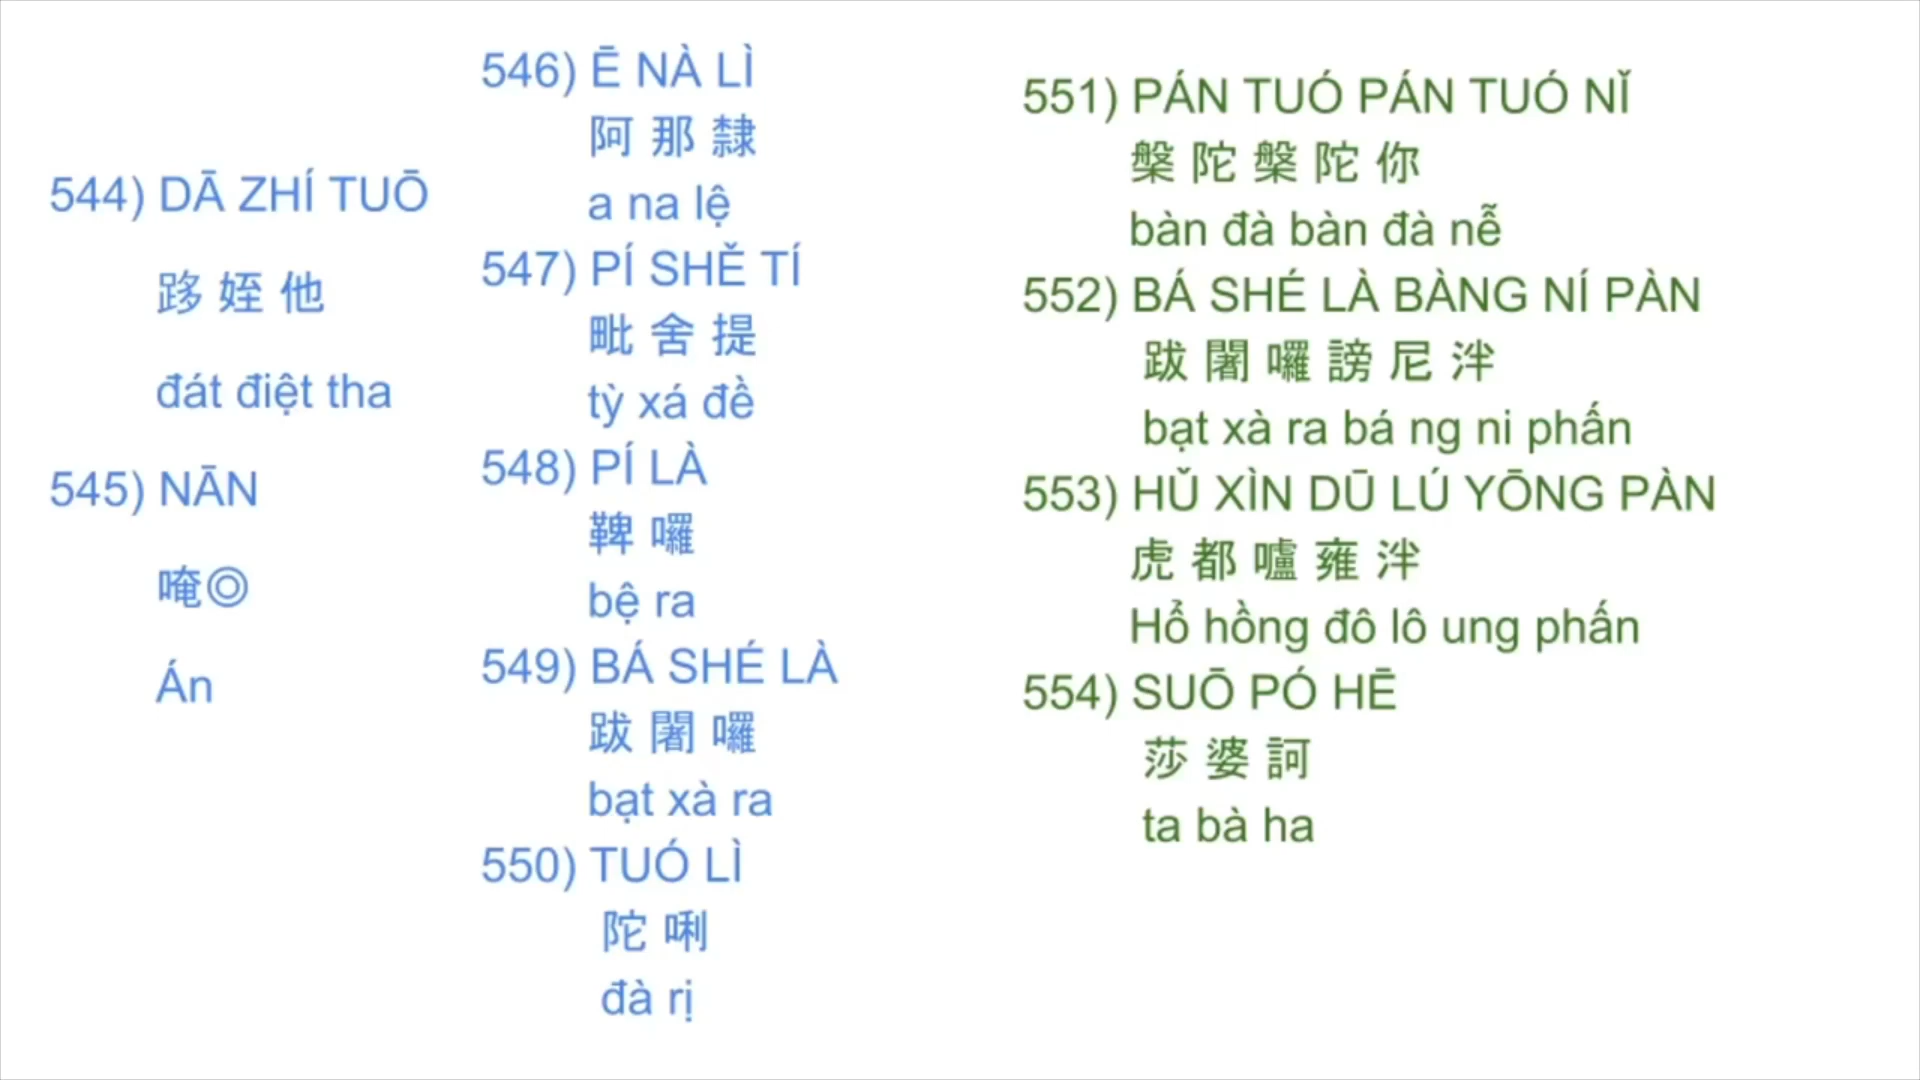 544) DĀ ZHÍ TUŌ
跢 姪 他
đát điệt tha
545) NĀN
唵◎
Án
546) Ē NÀ LÌ
阿 那 隸
a na lệ
547) PÍ SHĚ TÍ
毗 舍 提
tỳ xá đề
548) PÍ LÀ
鞞 囉
bệ ra
549) BÁ SHÉ LÀ
跋 闍 囉
bạt xà ra
550) TUÓ LÌ
陀 唎
đà rị
551) PÁN TUÓ PÁN TUÓ NǏ
槃 陀 槃 陀 你
bàn đà bàn đà nễ
552) BÁ SHÉ LÀ BÀNG NÍ PÀN
跋 闍 囉 謗 尼 泮
bạt xà ra bá ng ni phấn
553) HǓ XÌN DŪ LÚ YŌNG PÀN
虎 都 嚧 雍 泮
Hổ hồng đô lô ung phấn
554) SUŌ PÓ HĒ
莎 婆 訶
ta bà ha